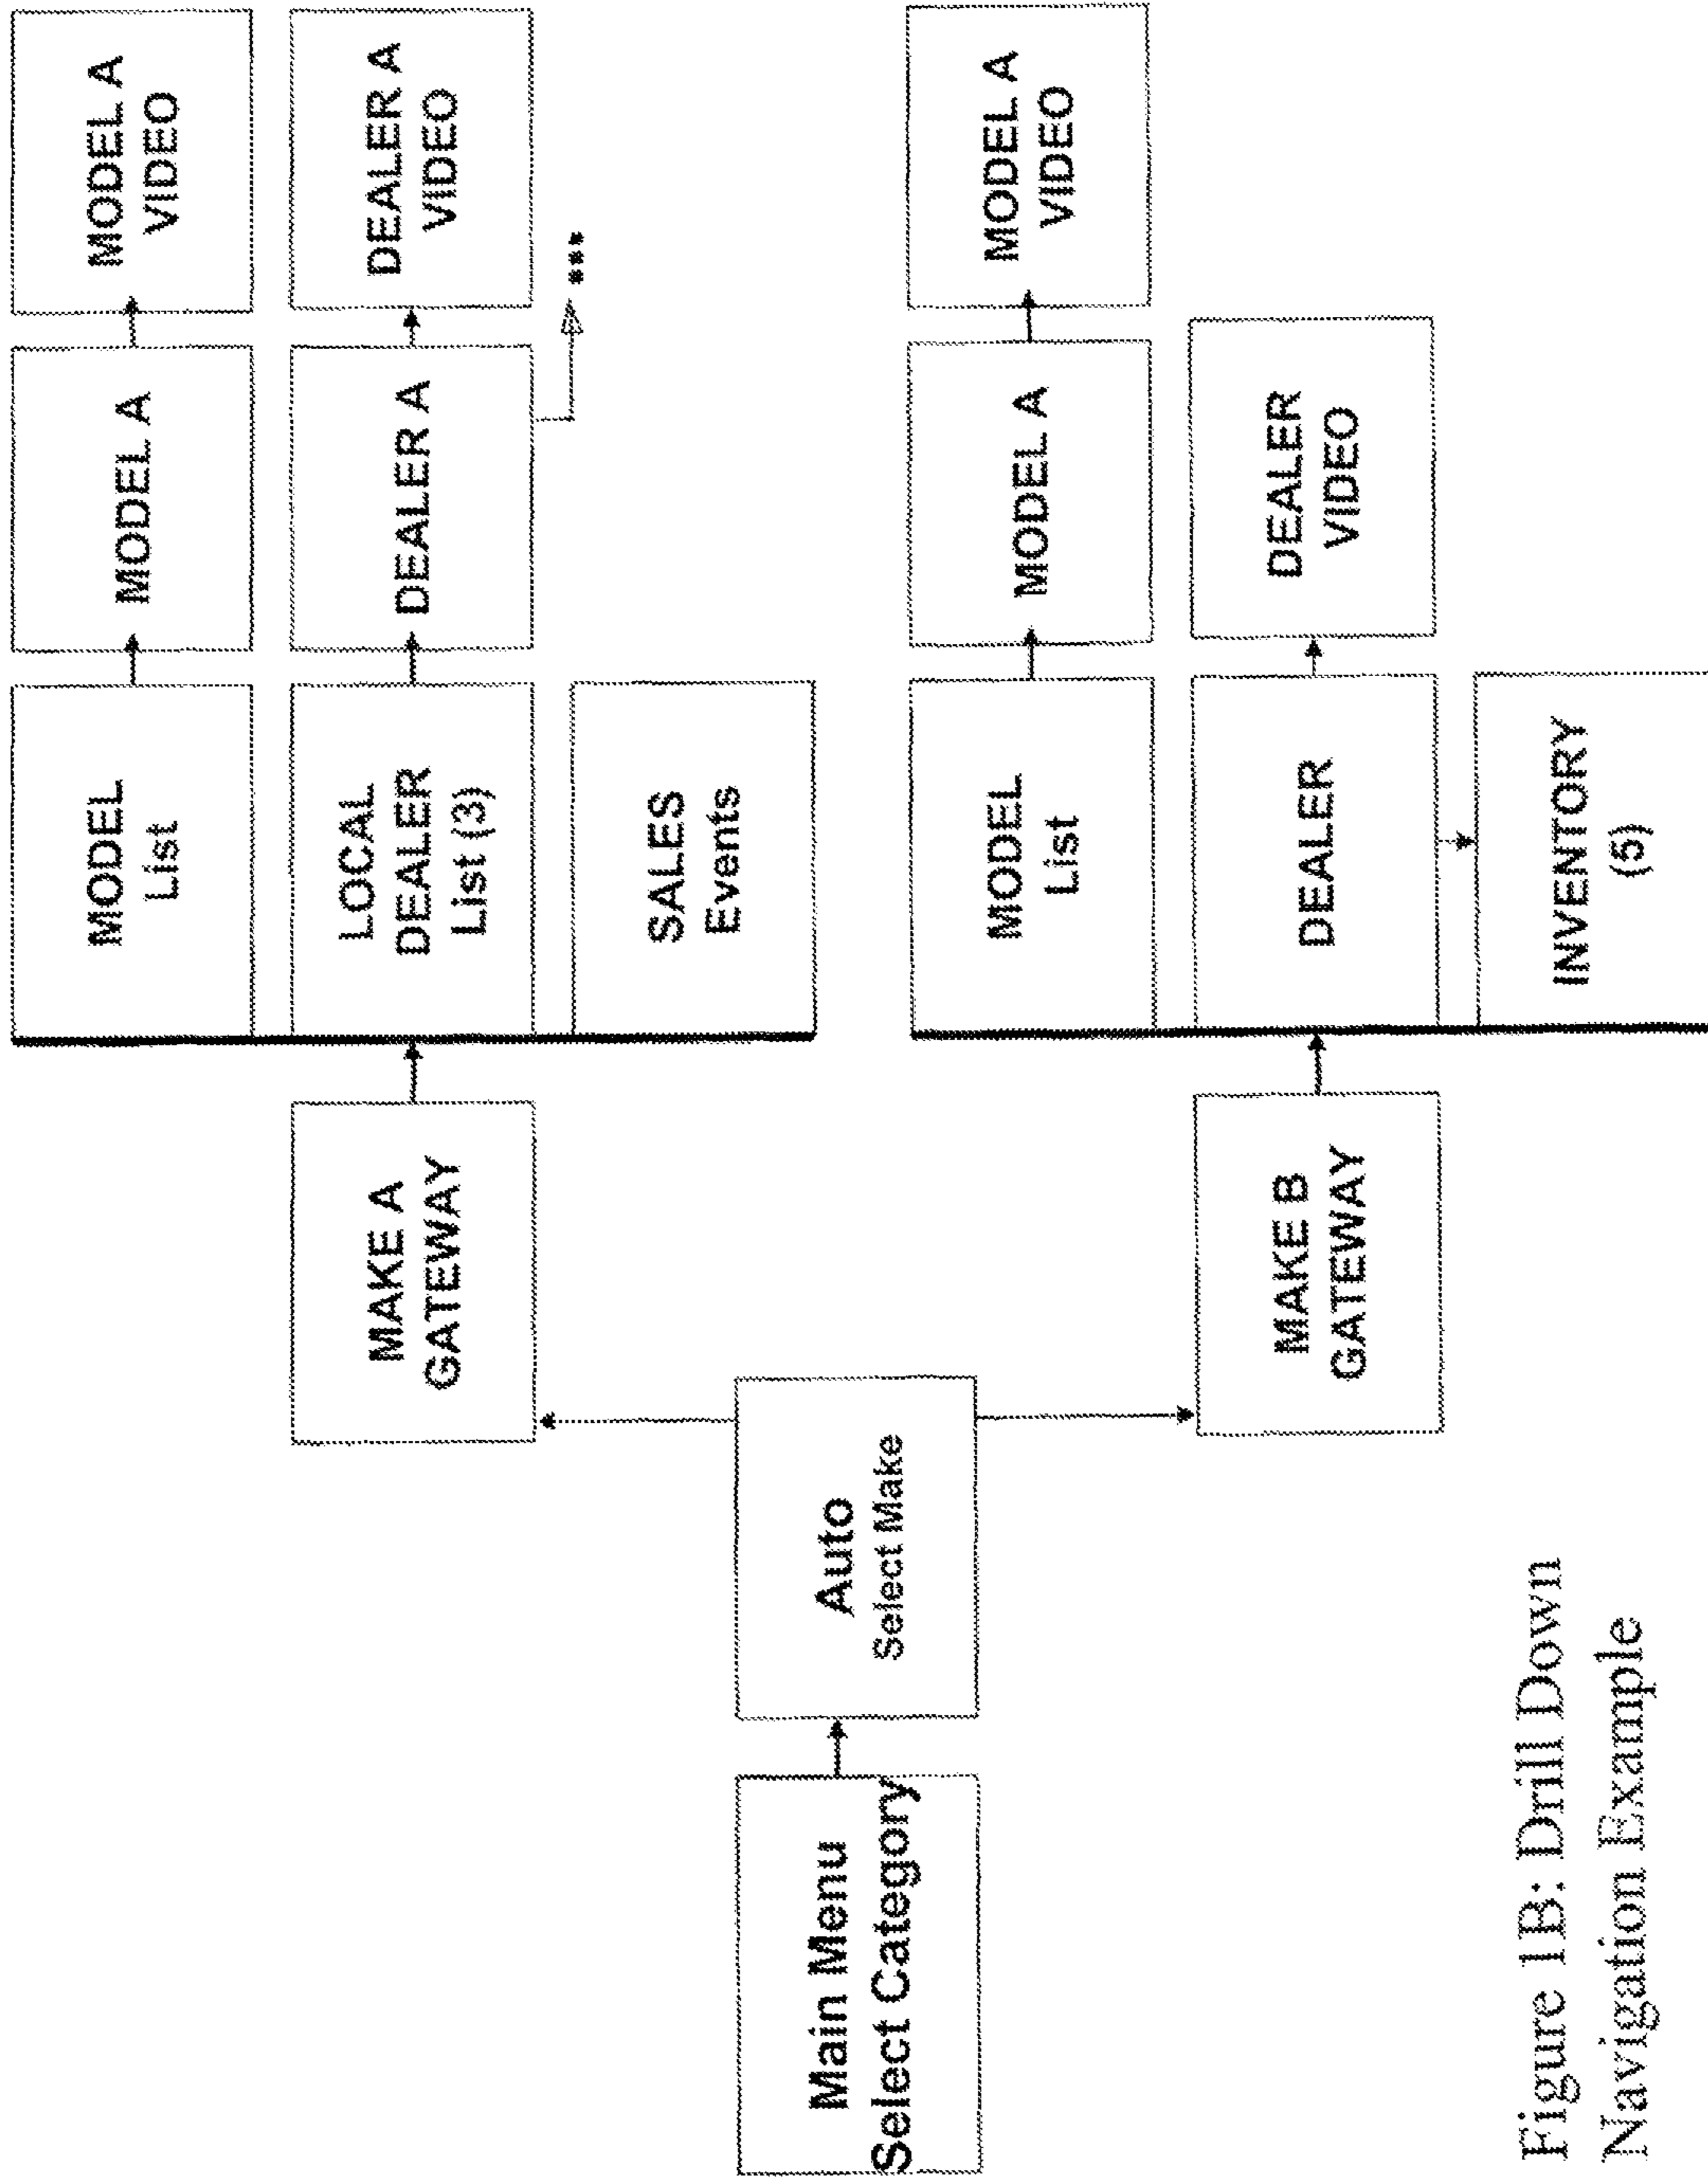 MODEL
List
MODEL A
MODEL A
VIDEO
LOCAL
DEALER
List (3)
DEALER A
DEALER A
VIDEO
SALES
Events
MAKE A
GATEWAY
Main Menu
Select Category
Auto
Select Make
MAKE B
GATEWAY
MODEL
List
MODEL A
MODEL A
VIDEO
DEALER
DEALER
VIDEO
INVENTORY
(5)
Figure 1B: Drill Down
Navigation Example